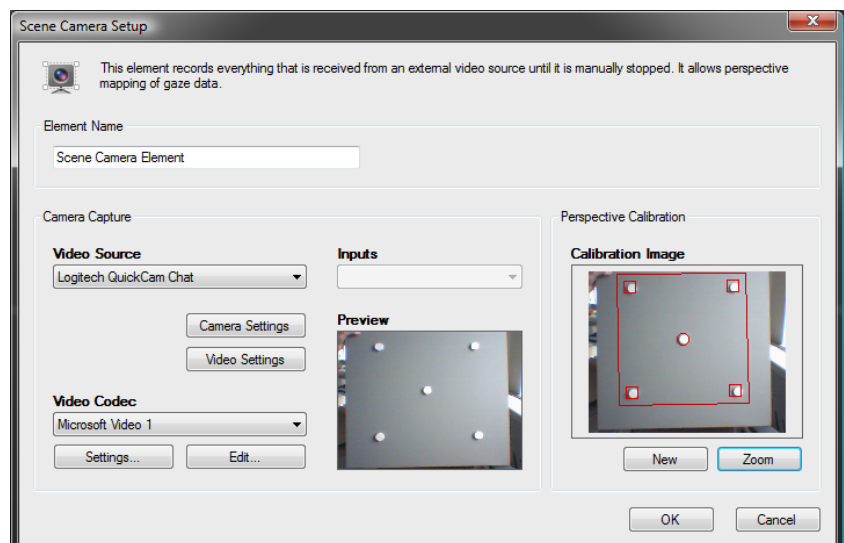 Scene Camera Setup
This element records everything that is received from an external video source until it is manually stopped. It allows perspective
mapping of gaze data.
Element Name
Scene Camera Element
Camera Capture
Video Source
Logitech QuickCam Chat
Inputs
Camera Settings
Video Settings
Preview
Video Codec
Microsoft Video 1
Settings...
Edit...
Perspective Calibration
Calibration Image
New
Zoom
OK
Cancel